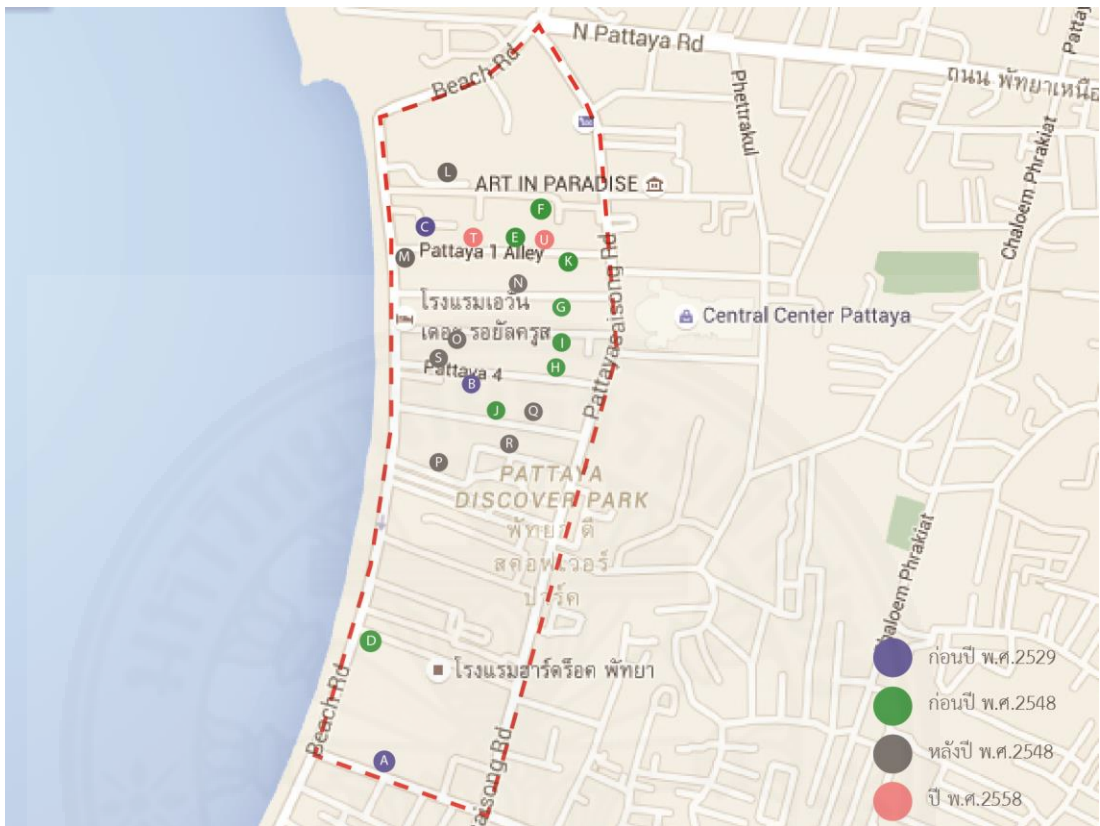 N Pattaya Rd
Pattay
Beach Rd
ถนน พัทยาเหนือ
Phettrakul
Chaloem Phrakiat
L
ART IN PARADISE
F
C
T
E
U
Pattaya 1 Alley
M
K
Pattayasaisong Rd
N
โรงแรมเอวัน
เดอะ รอยัลครูส
G
Central Center Pattaya
O
I
S
H
Pattaya 4
B
J
Q
R
P
PATTAYA
DISCOVER PARK
พัทยา ดี
สคอฟเวอร์
ปาร์ค
Chaloem Phrakiat
D
ก่อนปี พ.ศ.2529
โรงแรมฮาร์ดร็อค พัทยา
Beach Rd
ก่อนปี พ.ศ.2548
หลังปี พ.ศ.2548
A
saisong Rd
ปี พ.ศ.2558